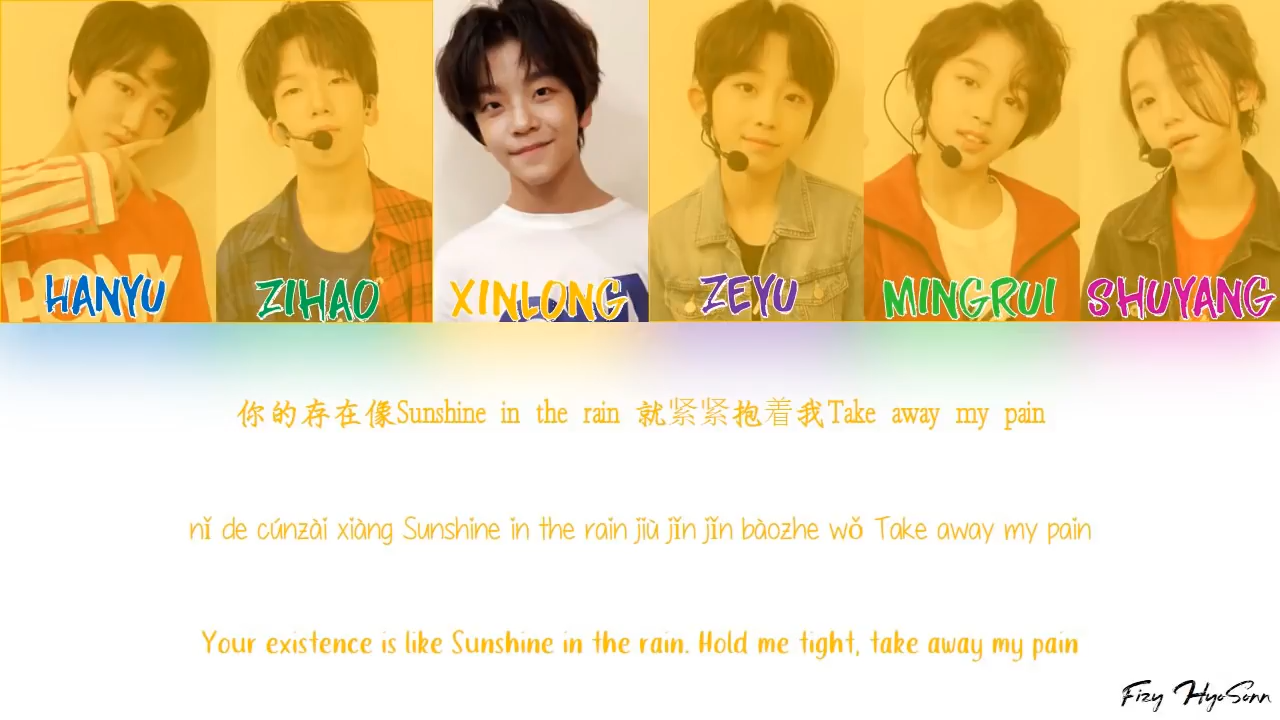 PONY
HANYU
ZIHAO
XINLONG
ZEYU
MINGRUI
SHUYANG
你的存在像Sunshine in the rain 就紧紧抱着我Take away my pain
nǐ de cúnzài xiàng Sunshine in the rain jiù jǐn jǐn bàozhe wǒ Take away my pain
Your existence is like Sunshine in the rain. Hold me tight, take away my pain
Fizy HyoSonn